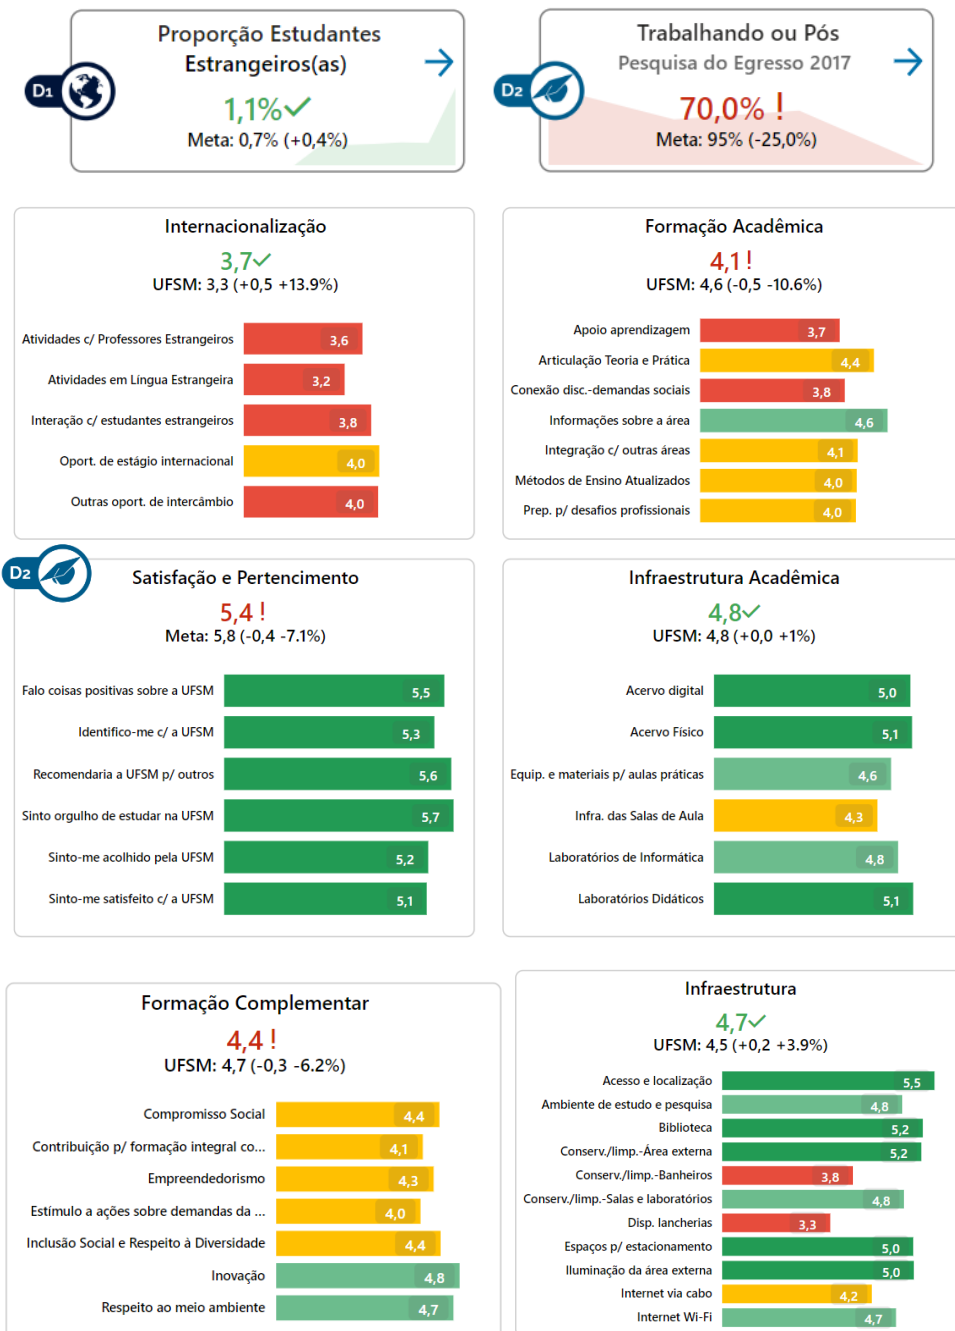 Proporção Estudantes
Estrangeiros(as)
D1
1,1%
Meta: 0,7% (+0,4%)
Trabalhando ou Pós
Pesquisa do Egresso 2017
D2
70,0% !
Meta: 95% (-25,0%)
Internacionalização
3,7
UFSM: 3,3 (+0,5 +13.9%)
Atividades c/ Professores Estrangeiros 3,6
Atividades em Língua Estrangeira 3,2
Interação c/ estudantes estrangeiros 3,8
Oport. de estágio internacional 4,0
Outras oport. de intercâmbio 4,0
Formação Acadêmica
4,1 !
UFSM: 4,6 (-0,5 -10.6%)
Apoio aprendizagem 3,7
Articulação Teoria e Prática 4,4
Conexão disc.-demandas sociais 3,8
Informações sobre a área 4,6
Integração c/ outras áreas 4,1
Métodos de Ensino Atualizados 4,0
Prep. p/ desafios profissionais 4,0
D2
Satisfação e Pertencimento
5,4 !
Meta: 5,8 (-0,4 -7.1%)
Falo coisas positivas sobre a UFSM 5,5
Identifico-me c/ a UFSM 5,3
Recomendaria a UFSM p/ outros 5,6
Sinto orgulho de estudar na UFSM 5,7
Sinto-me acolhido pela UFSM 5,2
Sinto-me satisfeito c/ a UFSM 5,1
Infraestrutura Acadêmica
4,8
UFSM: 4,8 (+0,0 +1%)
Acervo digital 5,0
Acervo Físico 5,1
Equip. e materiais p/ aulas práticas 4,6
Infra. das Salas de Aula 4,3
Laboratórios de Informática 4,8
Laboratórios Didáticos 5,1
Formação Complementar
4,4 !
UFSM: 4,7 (-0,3 -6.2%)
Compromisso Social 4,4
Contribuição p/ formação integral co... 4,1
Empreendedorismo 4,3
Estímulo a ações sobre demandas da ... 4,0
Inclusão Social e Respeito à Diversidade 4,4
Inovação 4,8
Respeito ao meio ambiente 4,7
Infraestrutura
4,7
UFSM: 4,5 (+0,2 +3.9%)
Acesso e localização 5,5
Ambiente de estudo e pesquisa 4,8
Biblioteca 5,2
Conserv./limp.-Área externa 5,2
Conserv./limp.-Banheiros 3,8
Conserv./limp.-Salas e laboratórios 4,8
Disp. lancherias 3,3
Espaços p/ estacionamento 5,0
Iluminação da área externa 5,0
Internet via cabo 4,2
Internet Wi-Fi 4,7